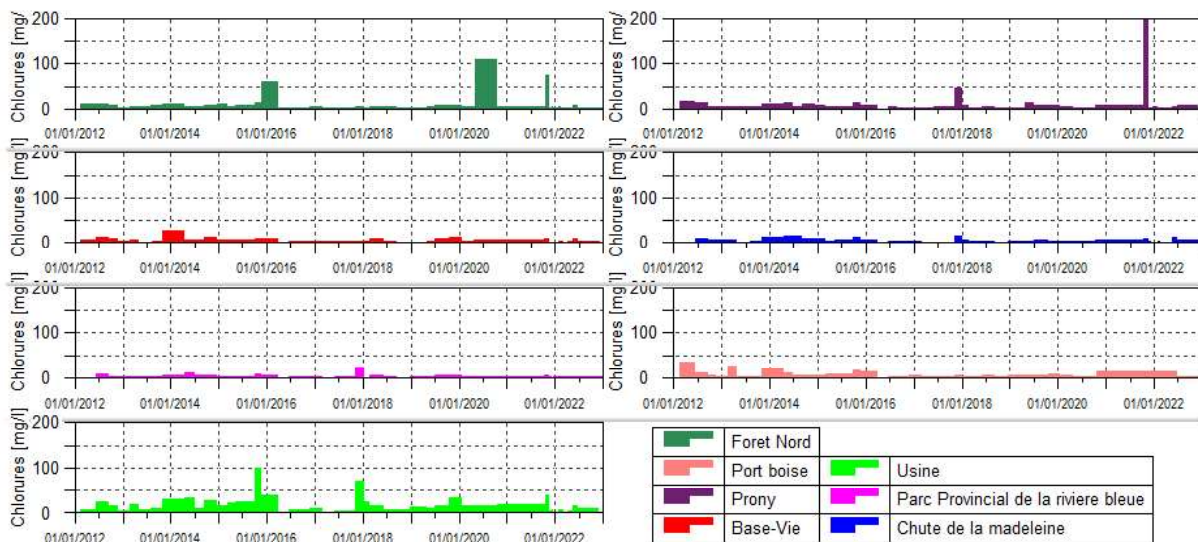 Chlorures [mg/
200
100
0
01/01/2012 01/01/2014 01/01/2016 01/01/2018 01/01/2020 01/01/2022
Chlorures [mg/
200
100
0
01/01/2012 01/01/2014 01/01/2016 01/01/2018 01/01/2020 01/01/2022
Chlorures [mg/l]
200
100
0
01/01/2012 01/01/2014 01/01/2016 01/01/2018 01/01/2020 01/01/2022
Chlorures [mg/l]
200
100
0
01/01/2012 01/01/2014 01/01/2016 01/01/2018 01/01/2020 01/01/2022
Chlorures [mg/l]
200
100
0
01/01/2012 01/01/2014 01/01/2016 01/01/2018 01/01/2020 01/01/2022
Chlorures [mg/l]
200
100
0
01/01/2012 01/01/2014 01/01/2016 01/01/2018 01/01/2020 01/01/2022
Chlorures [mg/l]
200
100
0
01/01/2012 01/01/2014 01/01/2016 01/01/2018 01/01/2020 01/01/2022
Foret Nord
Port boise Usine
Prony Parc Provincial de la riviere bleue
Base-Vie Chute de la madeleine